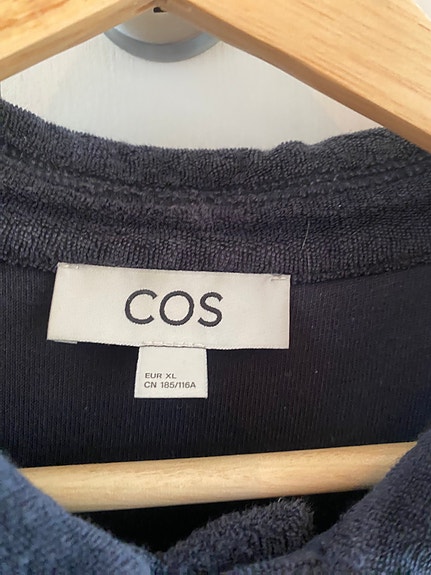 COS
EUR XL
CN 185/116A